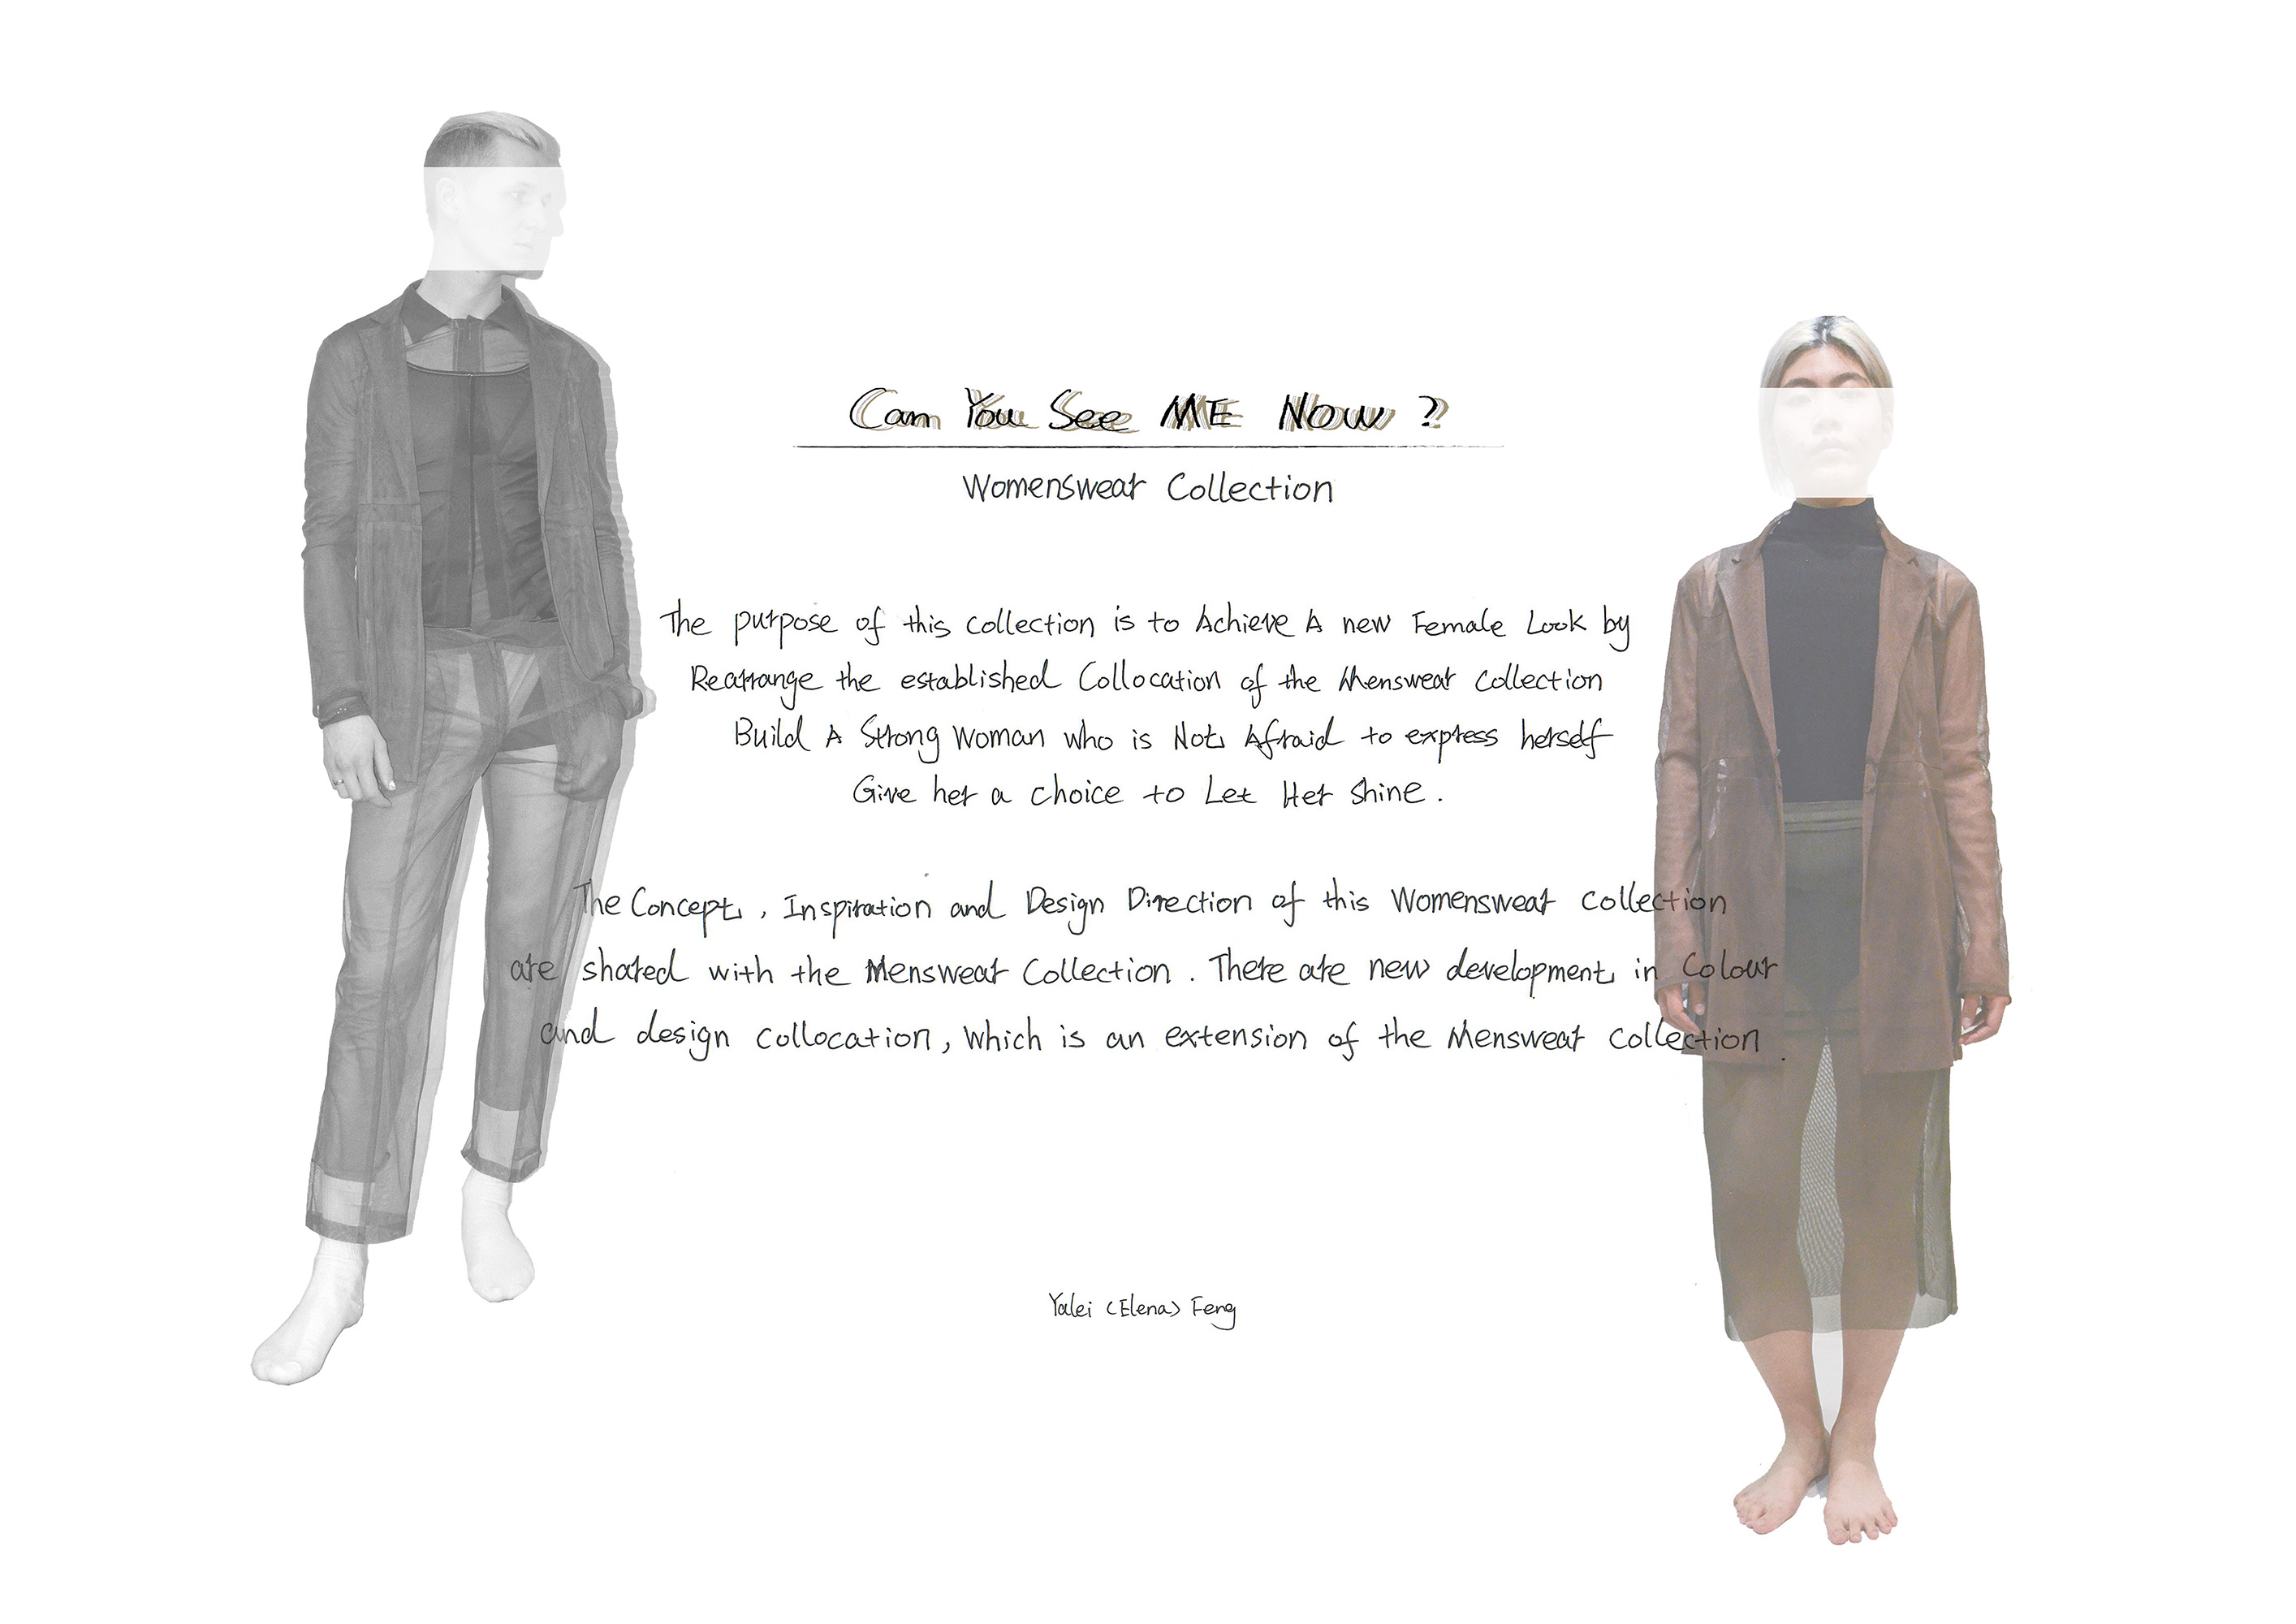 Can You See ME Now ?
Womenswear Collection
The purpose of this collection is to Achieve A new Female Look by
Rearrange the established Collocation of the Menswear Collection
Build A Strong Woman who is Not Afraid to express herself
Give her a choice to Let Her Shine .
The Concept , Inspiration and Design Direction of this Womenswear collection
are shared with the Menswear Collection . There are new development in Colour
and design collocation , which is an extension of the Menswear collection .
Yalei (Elena) Feng